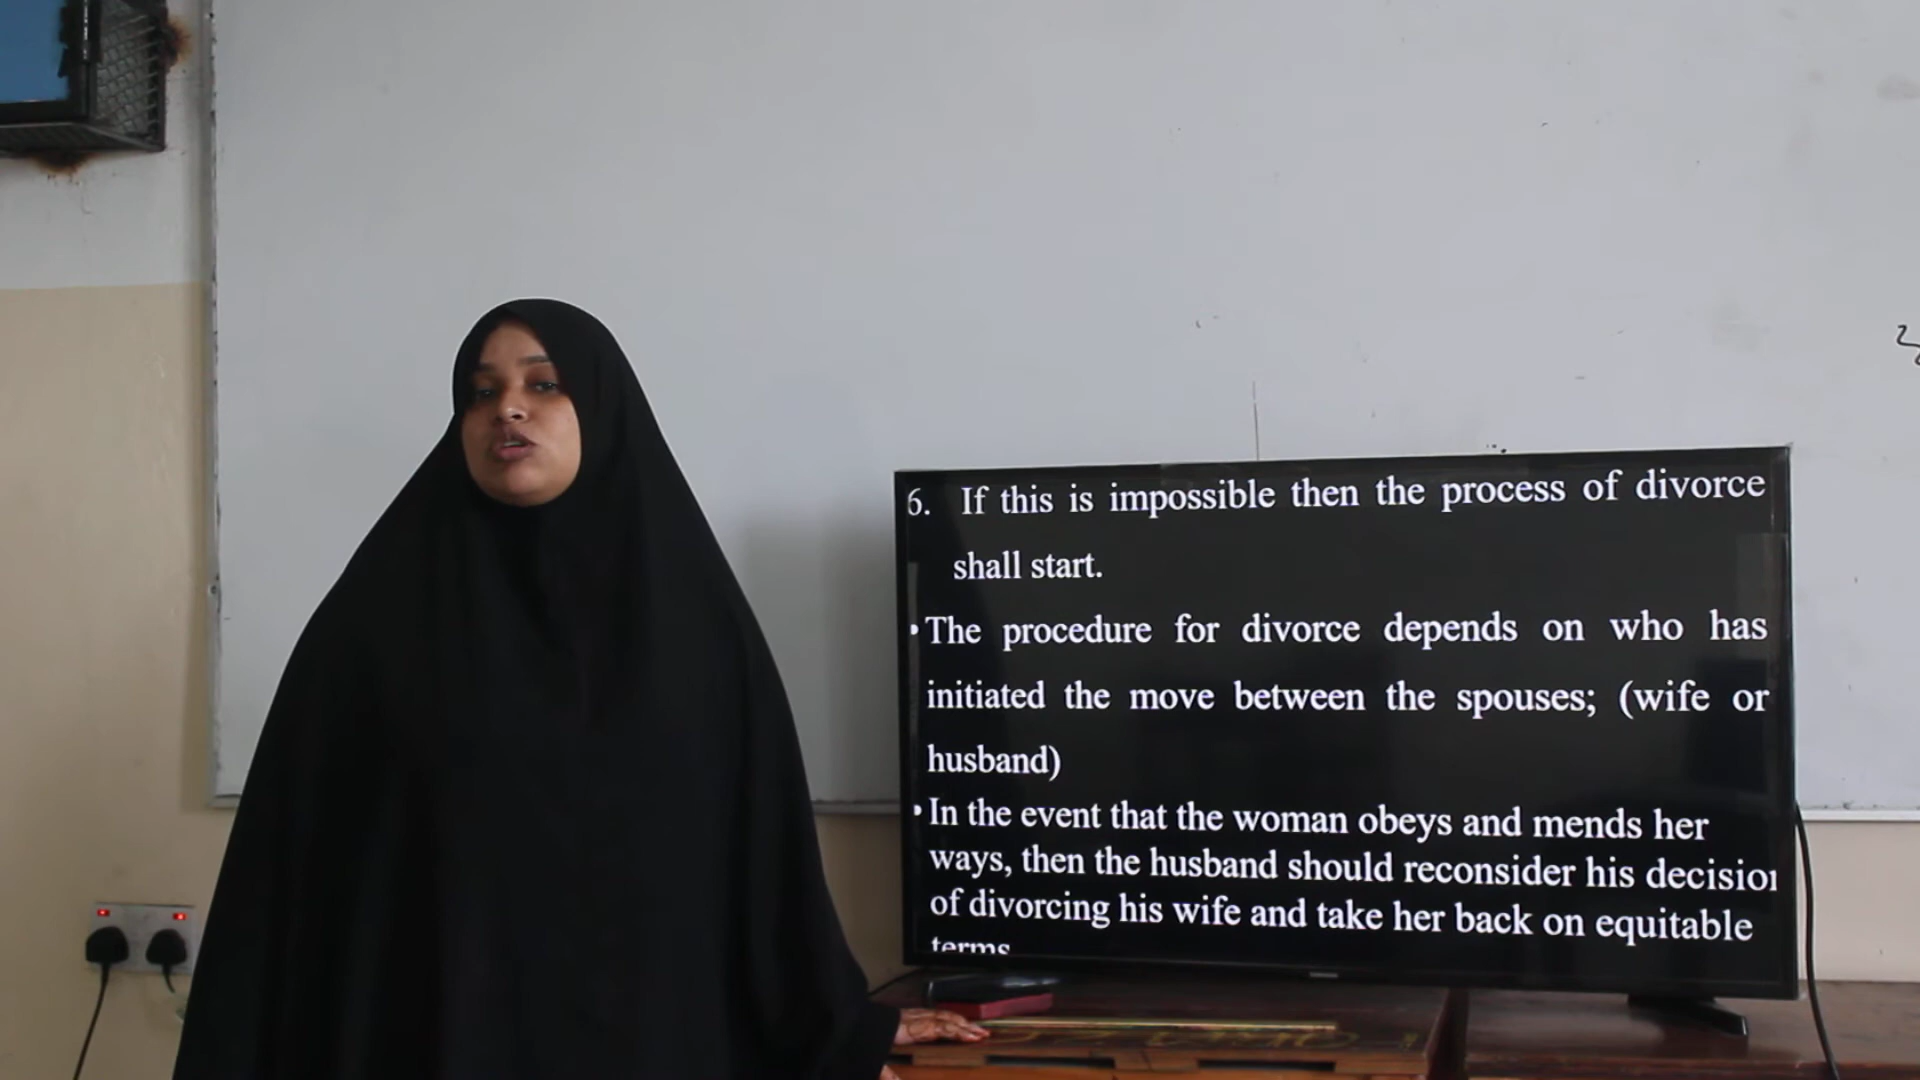 6. If this is impossible then the process of divorce
shall start.
• The procedure for divorce depends on who has
initiated the move between the spouses; (wife or
husband)
• In the event that the woman obeys and mends her
ways, then the husband should reconsider his decision
of divorcing his wife and take her back on equitable
terms